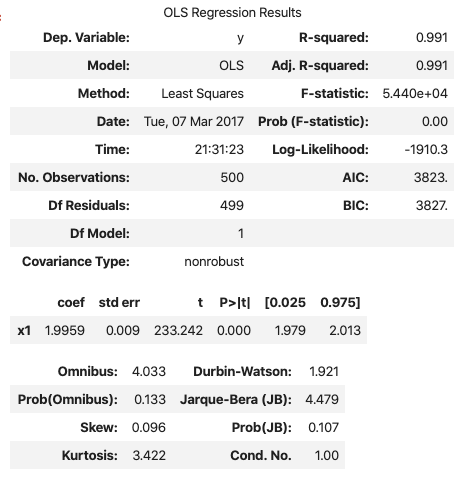 OLS Regression Results
Dep. Variable: y R-squared: 0.991
Model: OLS Adj. R-squared: 0.991
Method: Least Squares F-statistic: 5.440e+04
Date: Tue, 07 Mar 2017 Prob (F-statistic): 0.00
Time: 21:31:23 Log-Likelihood: -1910.3
No. Observations: 500 AIC: 3823.
Df Residuals: 499 BIC: 3827.
Df Model: 1
Covariance Type: nonrobust
coef std err t P>|t| [0.025 0.975]
x1 1.9959 0.009 233.242 0.000 1.979 2.013
Omnibus: 4.033 Durbin-Watson: 1.921
Prob(Omnibus): 0.133 Jarque-Bera (JB): 4.479
Skew: 0.096 Prob(JB): 0.107
Kurtosis: 3.422 Cond. No. 1.00